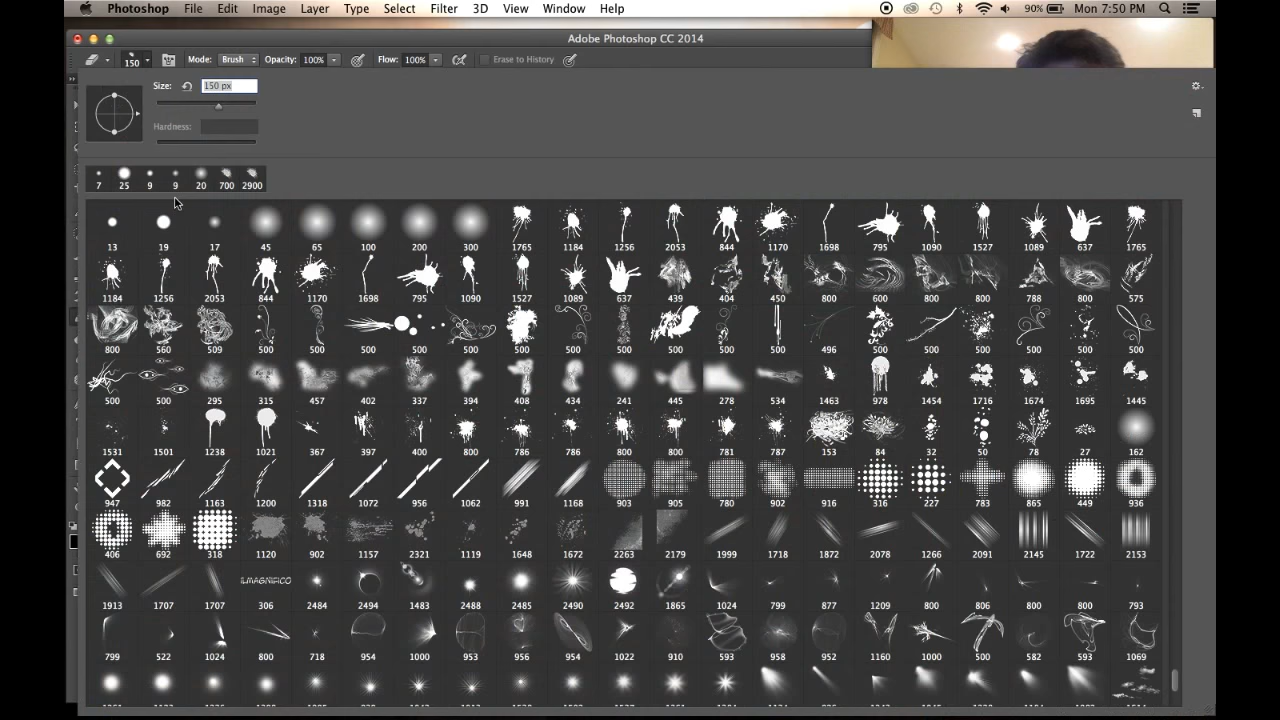 Photoshop File Edit Image Layer Type Select Filter 3D View Window Help 90% Mon 7:50 PM
Adobe Photoshop CC 2014
150 Mode: Brush Opacity: 100% Flow: 100% Erase to History
Size: 150 px
Hardness:
7 25 9 9 20 700 2900
13 19 17 45 65 100 200 300 1765 1184 1256 2053 844 1170 1698 795 1090 1527 1089 637 1765
1184 1256 2053 844 1170 1698 795 1090 1527 1089 637 439 404 450 800 600 800 800 788 800 575
800 560 509 500 500 500 500 500 500 500 500 500 500 496 500 500 500 500 500 500
500 500 295 315 457 402 337 394 408 434 241 445 278 534 1463 978 1454 1716 1674 1695 1445
1531 1501 1238 1021 367 397 400 800 786 786 800 800 781 787 153 84 32 50 78 27 162
947 982 1163 1200 1318 1072 956 1062 991 1168 903 905 780 902 916 316 227 783 865 449 936
406 692 318 1120 902 1157 2321 1119 1648 1672 2263 2179 1999 1718 1872 2078 1266 2091 2145 1722 2153
1913 1707 1707 306 2484 2494 1483 2488 2485 2490 2492 1865 1024 799 877 1209 800 806 800 800 793
ILMAGNIFICO
799 522 1024 800 718 954 1000 953 956 954 1022 910 593 958 952 1160 1000 500 582 593 1069